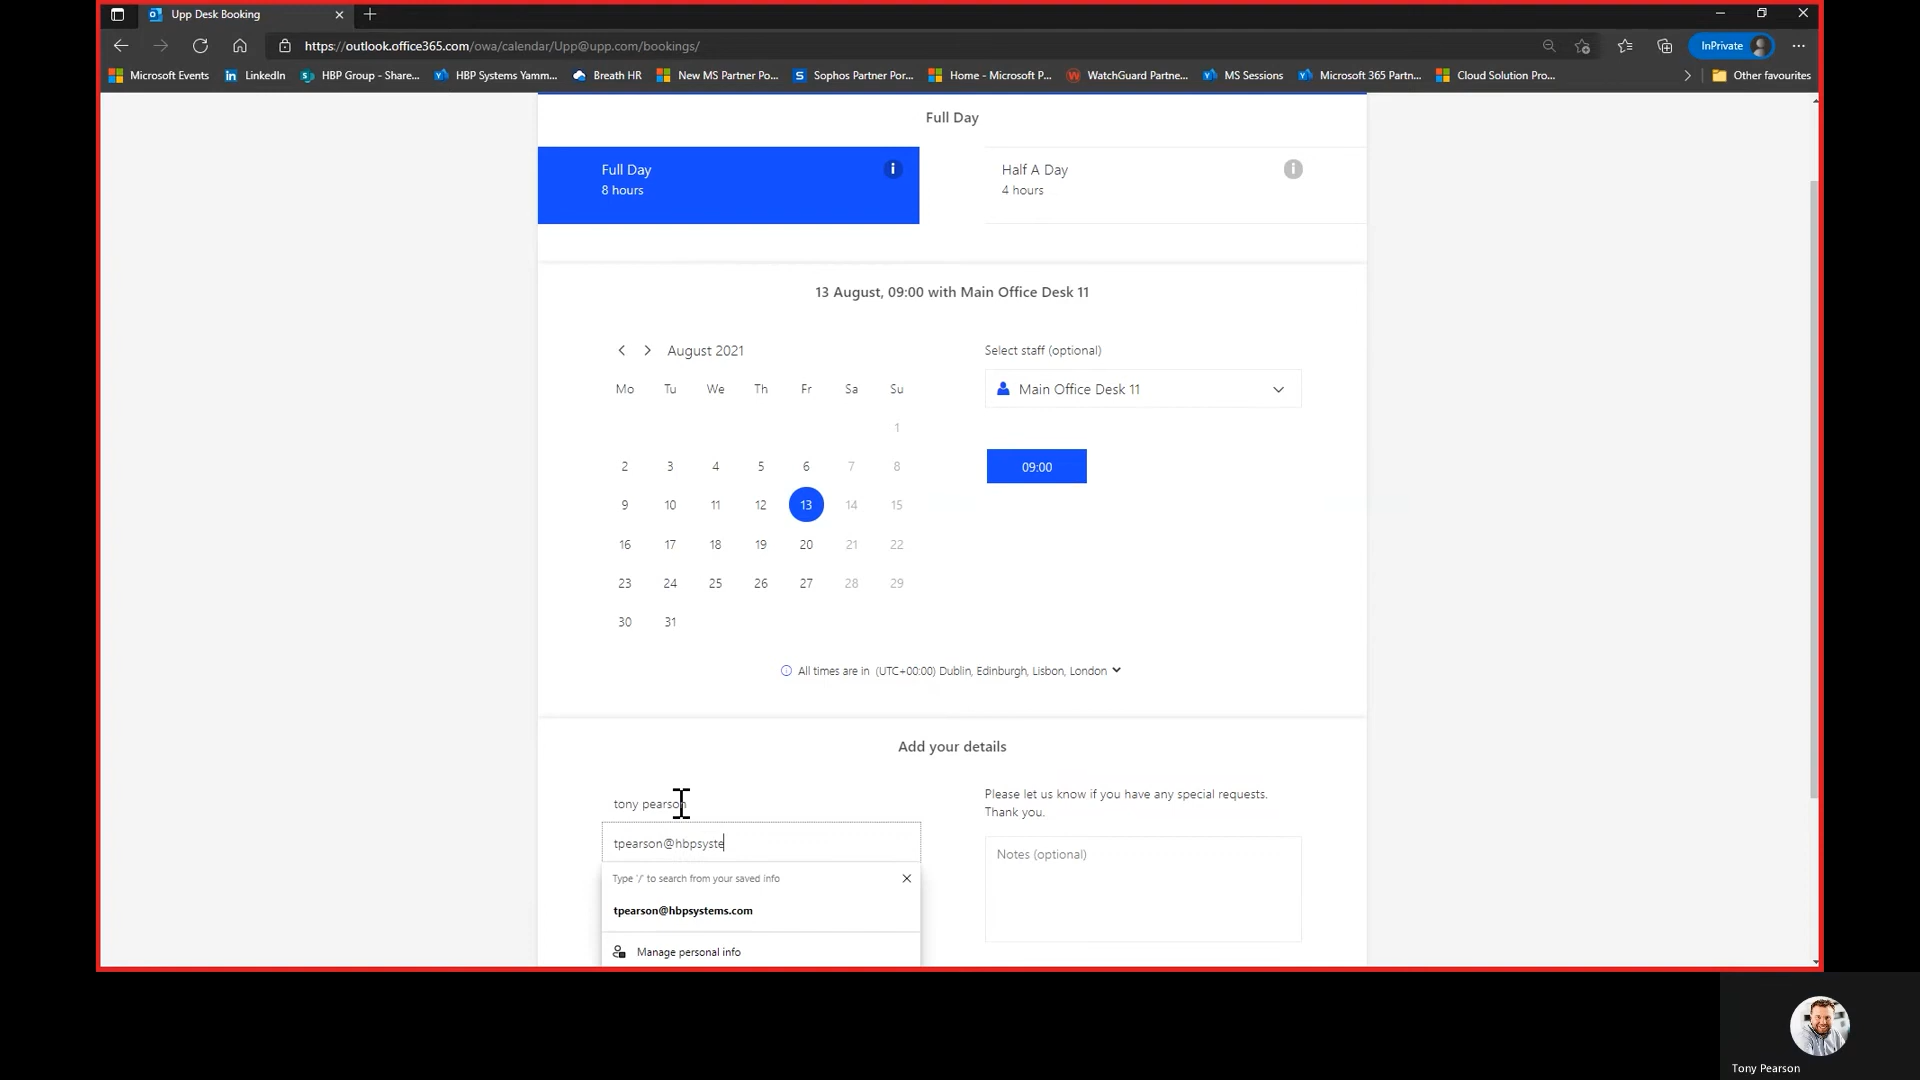 Upp Desk Booking
https://outlook.office365.com/owa/calendar/Upp@upp.com/bookings/
InPrivate
Microsoft Events
LinkedIn
HBP Group - Share...
HBP Systems Yamm...
Breath HR
New MS Partner Po...
Sophos Partner Por...
Home - Microsoft P...
WatchGuard Partne...
MS Sessions
Microsoft 365 Partn...
Cloud Solution Pro...
Other favourites
Full Day
Full Day
8 hours
Half A Day
4 hours
13 August, 09:00 with Main Office Desk 11
August 2021
Mo Tu We Th Fr Sa Su
1
2 3 4 5 6 7 8
9 10 11 12 13 14 15
16 17 18 19 20 21 22
23 24 25 26 27 28 29
30 31
Select staff (optional)
Main Office Desk 11
09:00
All times are in (UTC+00:00) Dublin, Edinburgh, Lisbon, London
Add your details
tony pearson
tpearson@hbpsyste
Type '/' to search from your saved info
tpearson@hbpsystems.com
Manage personal info
Please let us know if you have any special requests.
Thank you.
Notes (optional)
Tony Pearson